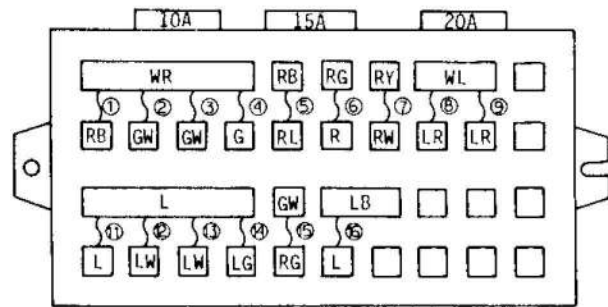 10A 15A 20A
WR RB RG RY WL
① ② ③ ④ ⑤ ⑥ ⑦ ⑧ ⑨
RB GW GW G RL R RW LR LR
L GW LB
⑪ ⑫ ⑬ ⑭ ⑮ ⑯
L LW LW LG RG L